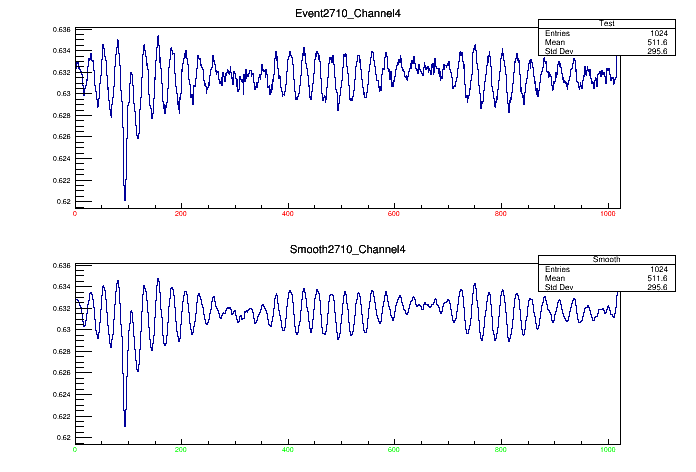 Event2710_Channel4
Test
Entries 1024
Mean 511.6
Std Dev 295.6
0.636
0.634
0.632
0.63
0.628
0.626
0.624
0.622
0.62
0 200 400 600 800 1000
Smooth2710_Channel4
Smooth
Entries 1024
Mean 511.6
Std Dev 295.6
0.636
0.634
0.632
0.63
0.628
0.626
0.624
0.622
0.62
0 200 400 600 800 1000